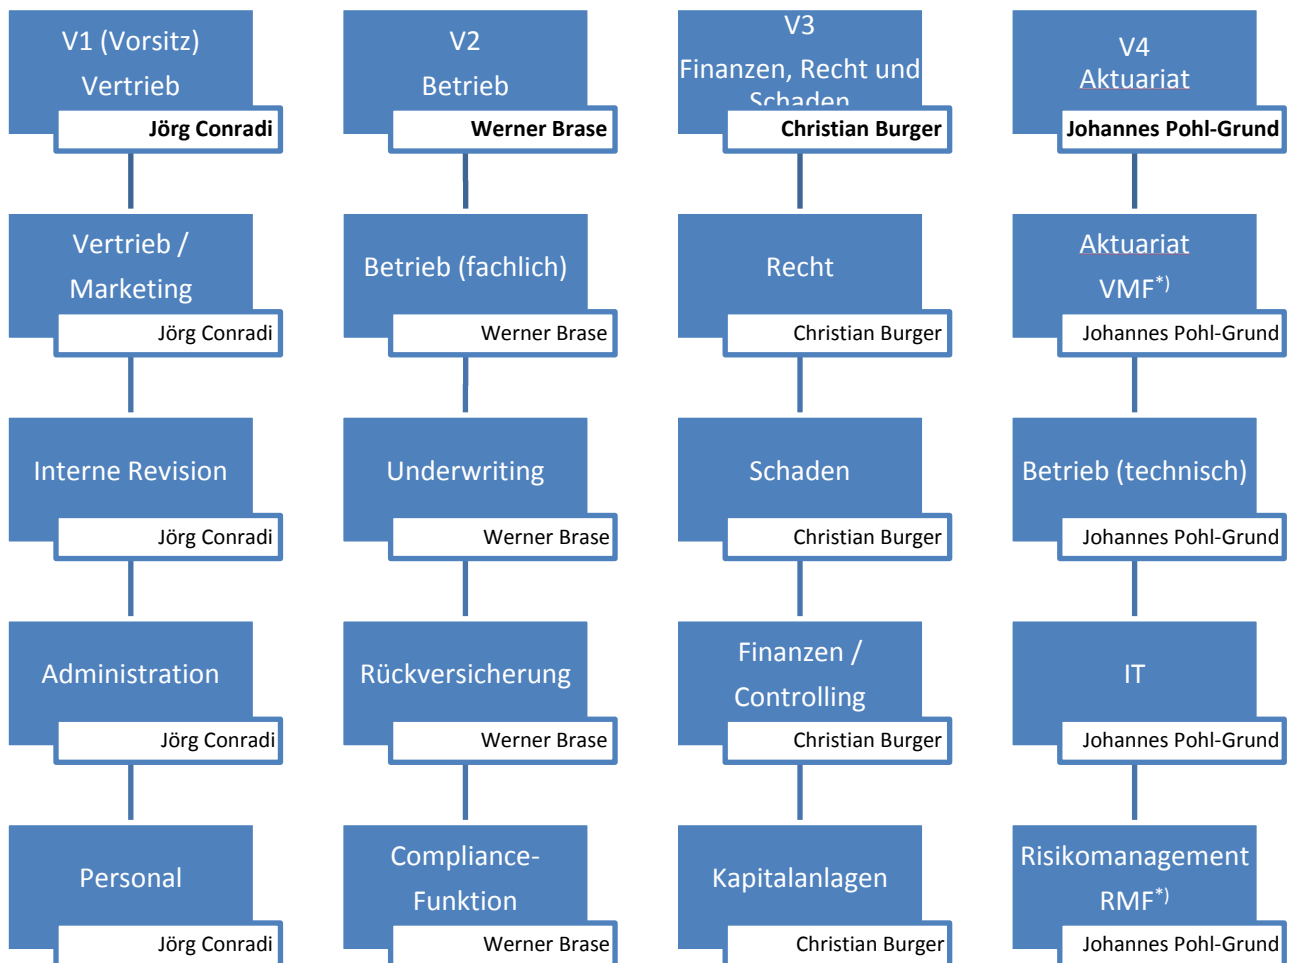 V1 (Vorsitz)
Vertrieb
Jörg Conradi
Vertrieb /
Marketing
Jörg Conradi
Interne Revision
Jörg Conradi
Administration
Jörg Conradi
Personal
Jörg Conradi
V2
Betrieb
Werner Brase
Betrieb (fachlich)
Werner Brase
Underwriting
Werner Brase
Rückversicherung
Werner Brase
Compliance-
Funktion
Werner Brase
V3
Finanzen, Recht und
Schaden
Christian Burger
Recht
Christian Burger
Schaden
Christian Burger
Finanzen /
Controlling
Christian Burger
Kapitalanlagen
Christian Burger
V4
Aktuariat
Johannes Pohl-Grund
Aktuariat
VMF*)
Johannes Pohl-Grund
Betrieb (technisch)
Johannes Pohl-Grund
IT
Johannes Pohl-Grund
Risikomanagement
RMF*)
Johannes Pohl-Grund